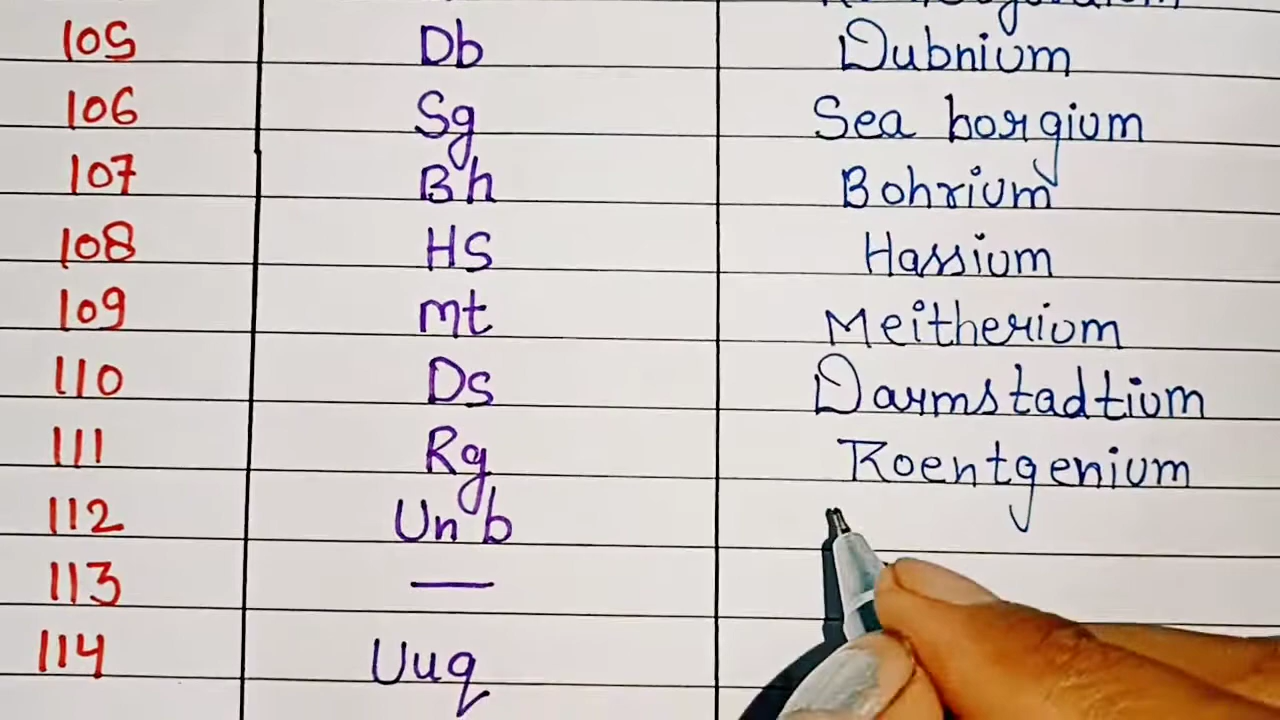 105 Db Dubnium
106 Sg Sea borgium
107 Bh Bohrium
108 HS Hassium
109 mt Meitherium
110 Ds Darmstadtium
111 Rg Roentgenium
112 Unb
113 —
114 Uuq